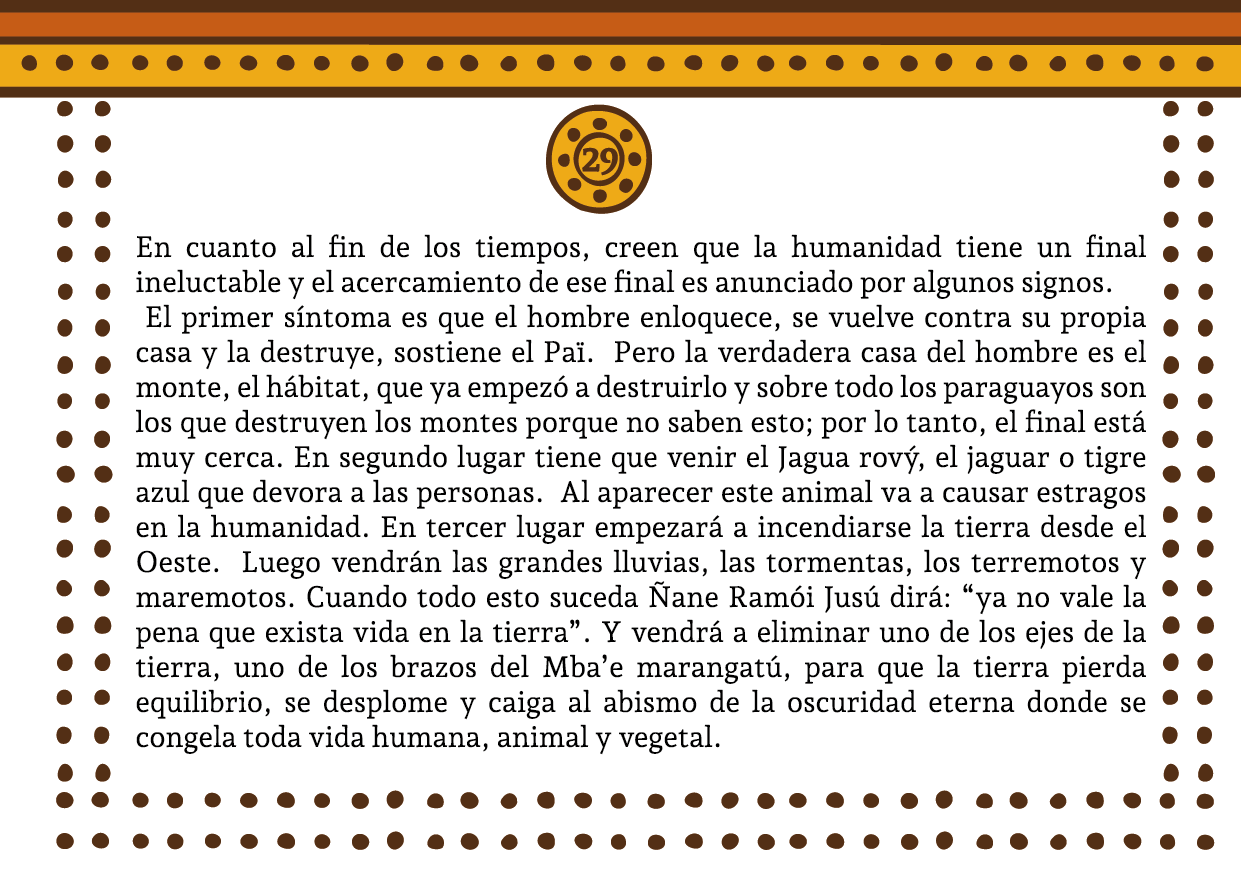 29
En cuanto al fin de los tiempos, creen que la humanidad tiene un final
ineluctable y el acercamiento de ese final es anunciado por algunos signos.
El primer síntoma es que el hombre enloquece, se vuelve contra su propia
casa y la destruye, sostiene el Paï. Pero la verdadera casa del hombre es el
monte, el hábitat, que ya empezó a destruirlo y sobre todo los paraguayos son
los que destruyen los montes porque no saben esto; por lo tanto, el final está
muy cerca. En segundo lugar tiene que venir el Jagua rový, el jaguar o tigre
azul que devora a las personas. Al aparecer este animal va a causar estragos
en la humanidad. En tercer lugar empezará a incendiarse la tierra desde el
Oeste. Luego vendrán las grandes lluvias, las tormentas, los terremotos y
maremotos. Cuando todo esto suceda Ñane Ramói Jusú dirá: “ya no vale la
pena que exista vida en la tierra”. Y vendrá a eliminar uno de los ejes de la
tierra, uno de los brazos del Mba’e marangatú, para que la tierra pierda
equilibrio, se desplome y caiga al abismo de la oscuridad eterna donde se
congela toda vida humana, animal y vegetal.